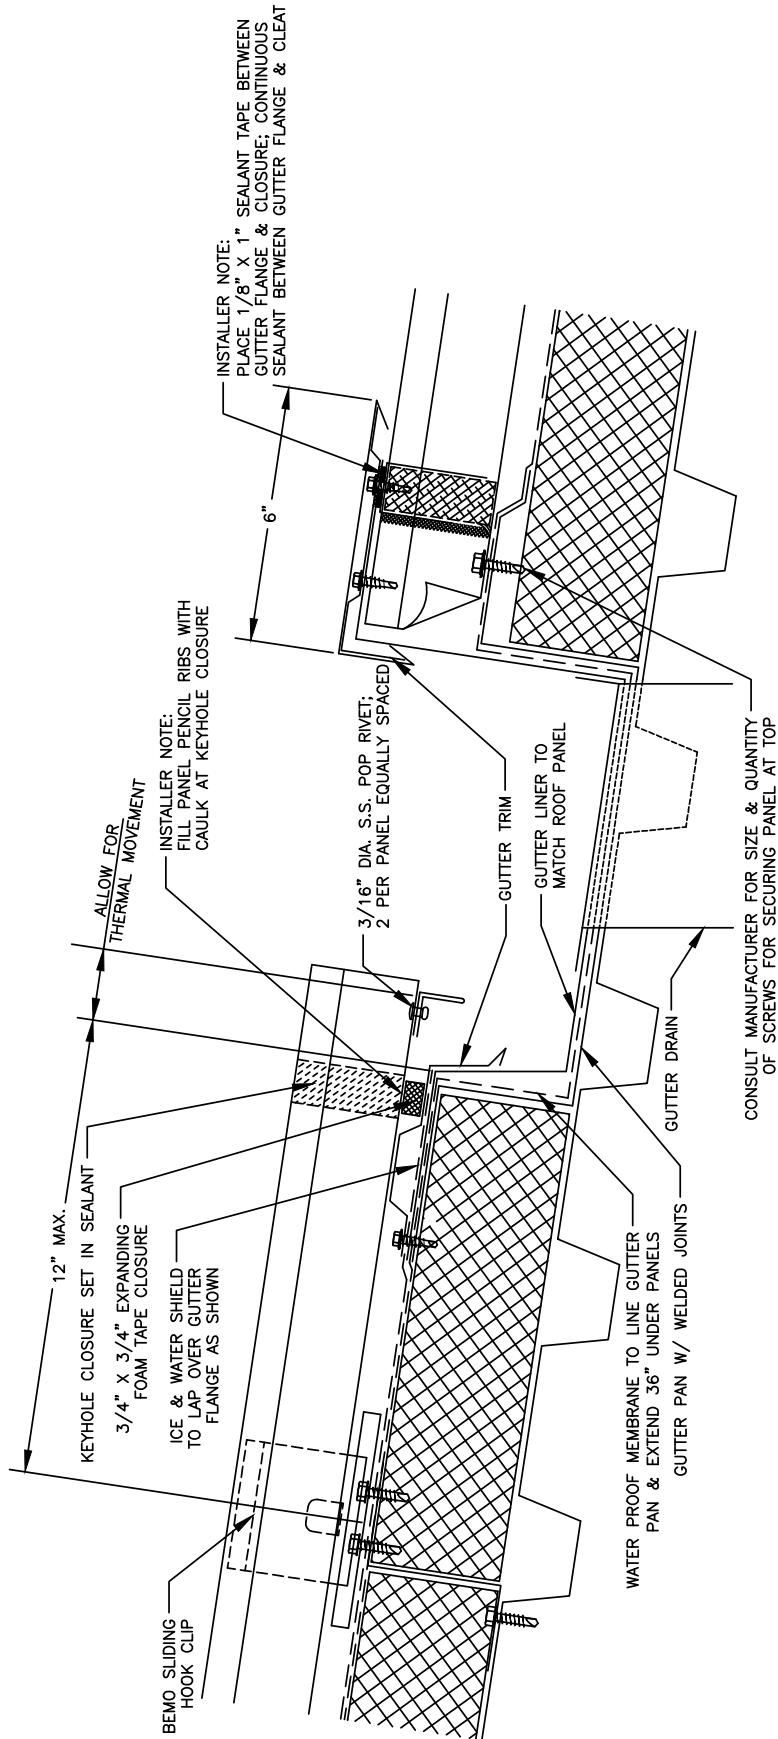 12" MAX.
ALLOW FOR
THERMAL MOVEMENT
KEYHOLE CLOSURE SET IN SEALANT
3/4" X 3/4" EXPANDING
FOAM TAPE CLOSURE
ICE & WATER SHIELD
TO LAP OVER GUTTER
FLANGE AS SHOWN
BEMO SLIDING
HOOK CLIP
INSTALLER NOTE:
FILL PANEL PENCIL RIBS WITH
CAULK AT KEYHOLE CLOSURE
3/16" DIA. S.S. POP RIVET;
2 PER PANEL EQUALLY SPACED
6"
INSTALLER NOTE:
PLACE 1/8" X 1" SEALANT TAPE BETWEEN
GUTTER FLANGE & CLOSURE; CONTINUOUS
SEALANT BETWEEN GUTTER FLANGE & CLEAT
GUTTER TRIM
GUTTER LINER TO
MATCH ROOF PANEL
WATER PROOF MEMBRANE TO LINE GUTTER
PAN & EXTEND 36" UNDER PANELS
GUTTER PAN W/ WELDED JOINTS
GUTTER DRAIN
CONSULT MANUFACTURER FOR SIZE & QUANTITY
OF SCREWS FOR SECURING PANEL AT TOP